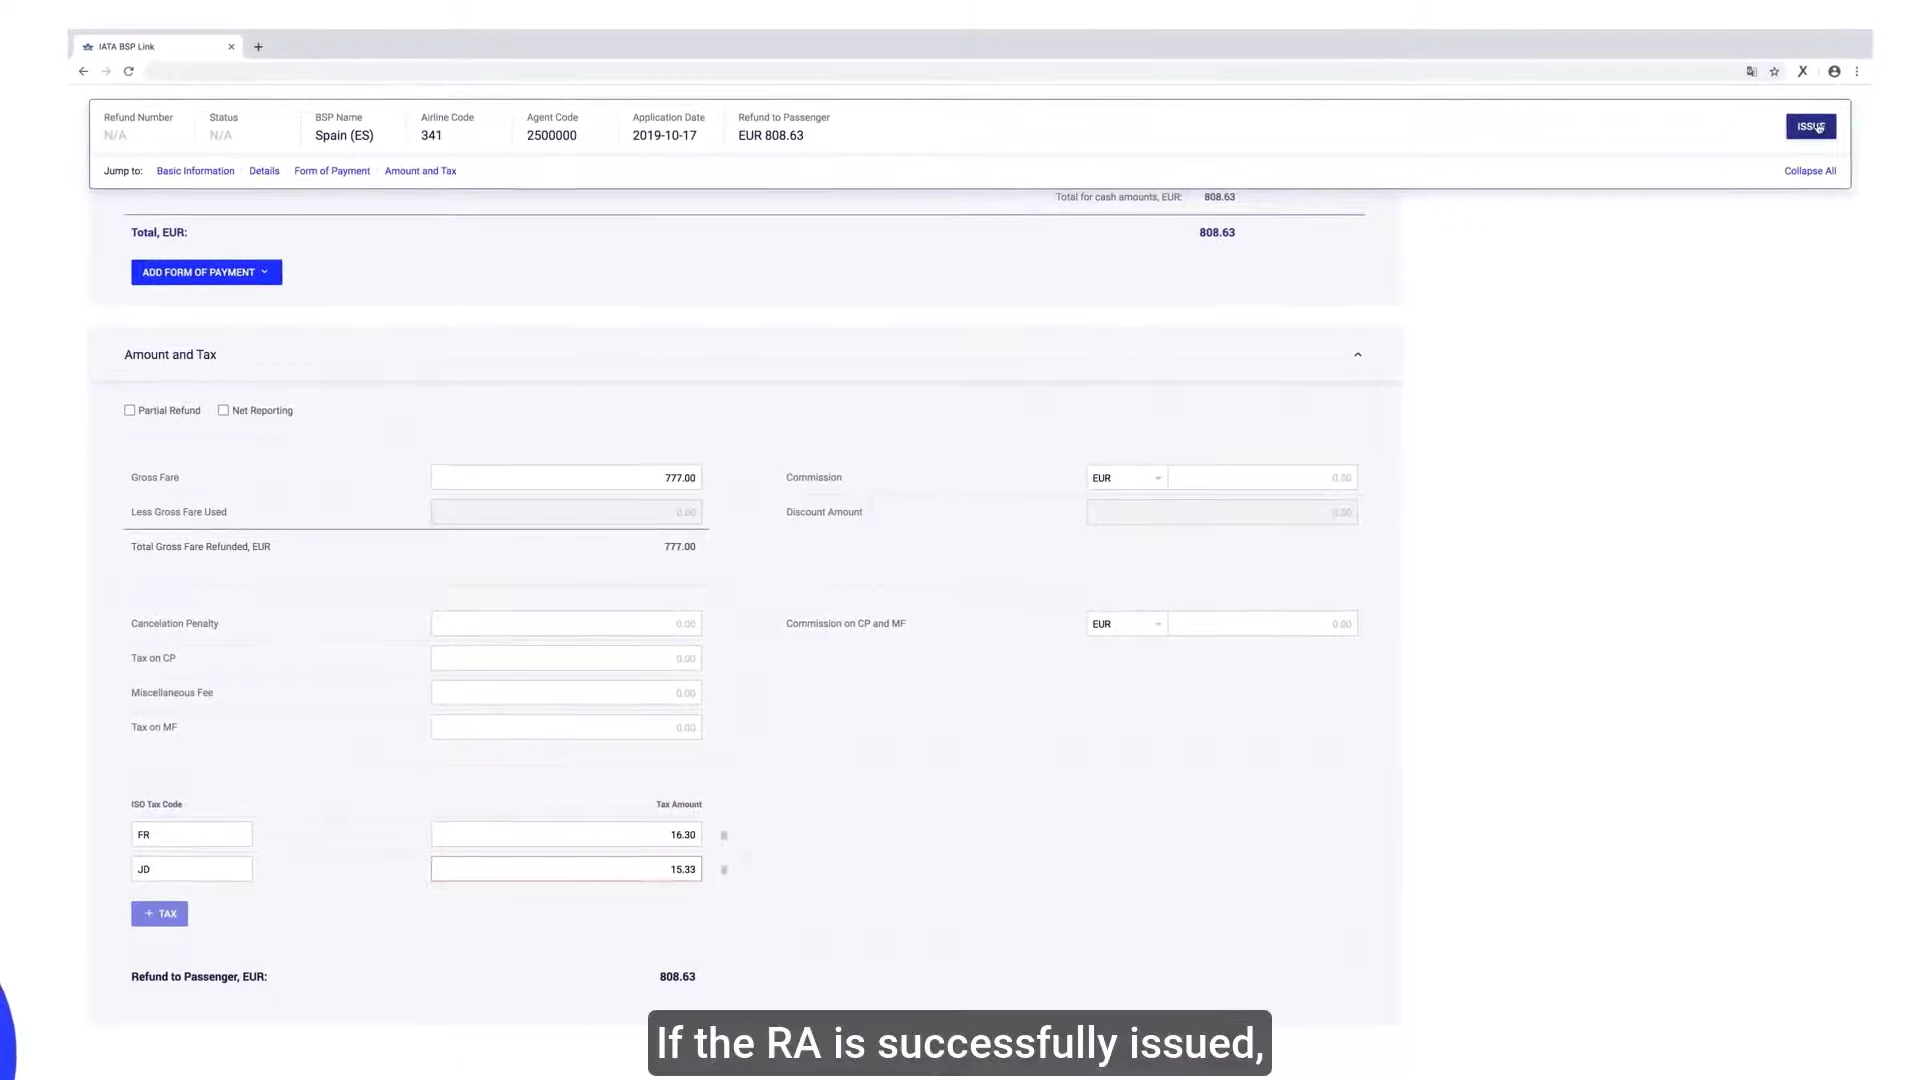 IATA BSP Link
Refund Number Status BSP Name Airline Code Agent Code Application Date Refund to Passenger
N/A N/A Spain (ES) 341 2500000 2019-10-17 EUR 808.63
ISSUE
Jump to: Basic Information Details Form of Payment Amount and Tax Collapse All
Total for cash amounts, EUR: 808.63
Total, EUR: 808.63
ADD FORM OF PAYMENT
Amount and Tax
Partial Refund Net Reporting
Gross Fare 777.00 Commission EUR 0.00
Less Gross Fare Used 0.00 Discount Amount 0.00
Total Gross Fare Refunded, EUR 777.00
Cancelation Penalty 0.00 Commission on CP and MF EUR 0.00
Tax on CP 0.00
Miscellaneous Fee 0.00
Tax on MF 0.00
ISO Tax Code Tax Amount
FR 16.30
JD 15.33
+ TAX
Refund to Passenger, EUR: 808.63
If the RA is successfully issued,